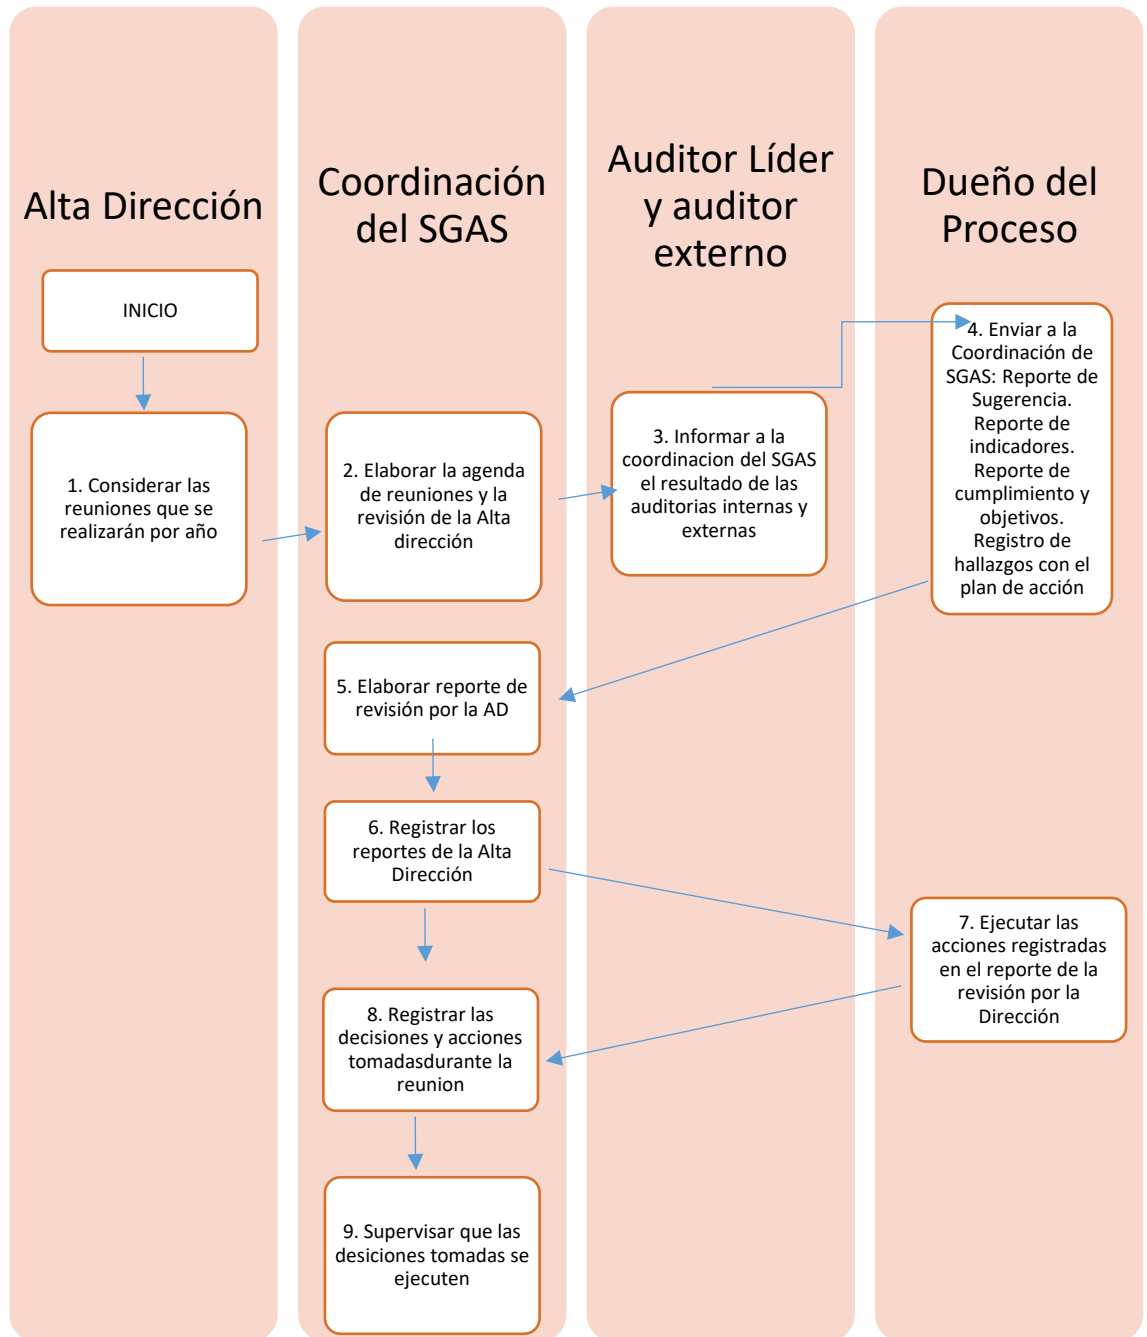 Alta Dirección
Coordinación
del SGAS
Auditor Líder
y auditor
externo
Dueño del
Proceso
INICIO
1. Considerar las
reuniones que se
realizarán por año
2. Elaborar la agenda
de reuniones y la
revisión de la Alta
dirección
3. Informar a la
coordinacion del SGAS
el resultado de las
auditorias internas y
externas
4. Enviar a la
Coordinación de
SGAS: Reporte de
Sugerencia.
Reporte de
indicadores.
Reporte de
cumplimiento y
objetivos.
Registro de
hallazgos con el
plan de acción
5. Elaborar reporte de
revisión por la AD
6. Registrar los
reportes de la Alta
Dirección
7. Ejecutar las
acciones registradas
en el reporte de la
revisión por la
Dirección
8. Registrar las
decisiones y acciones
tomadasdurante la
reunion
9. Supervisar que las
desiciones tomadas se
ejecuten